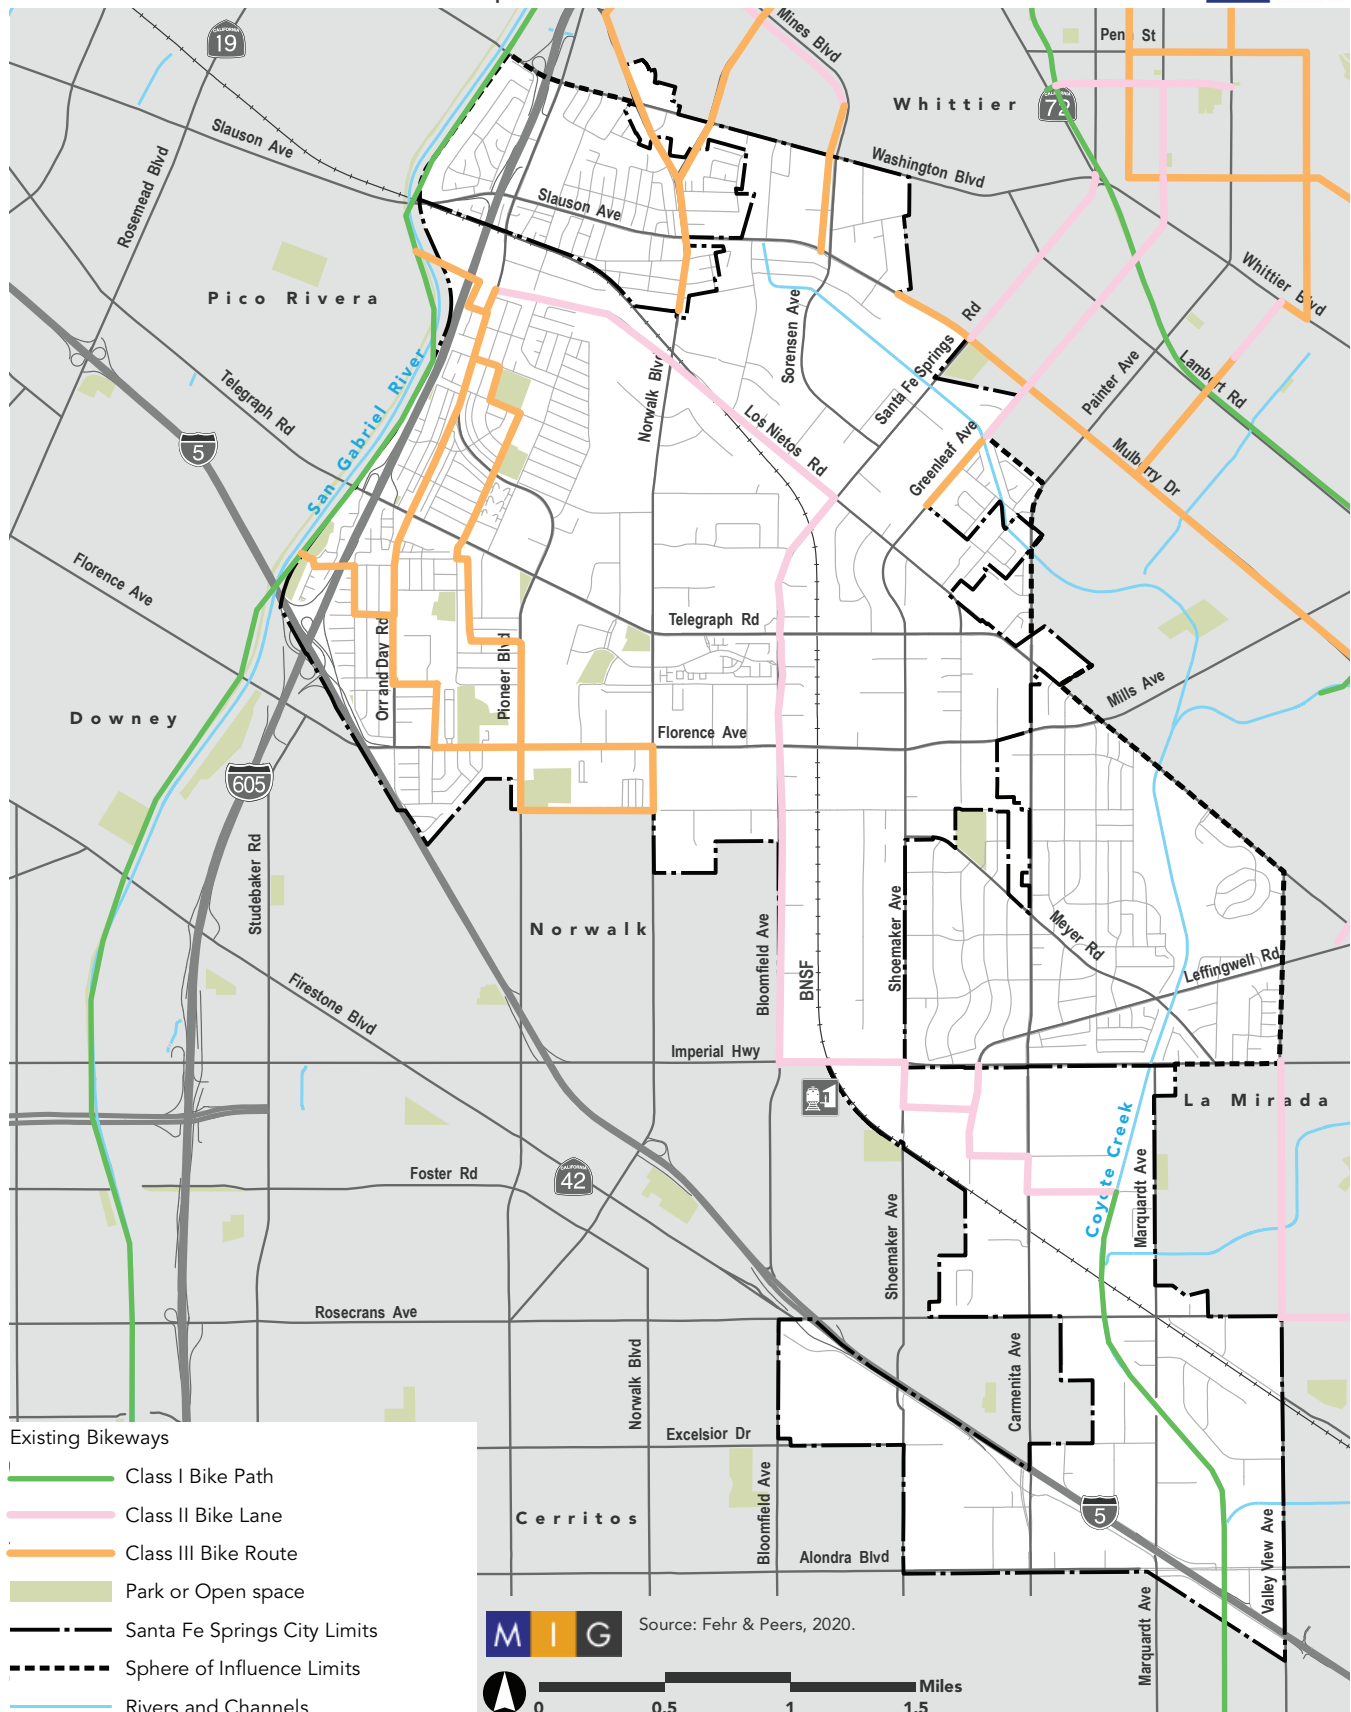 CALIFORNIA
19
Mines Blvd
Penn St
Whittier
CALIFORNIA
72
Slauson Ave
Rosemead Blvd
Washington Blvd
Slauson Ave
Pico Rivera
Whittier Blvd
Sorensen Ave
Santa Fe Springs Rd
Painter Ave
Lambert Rd
Telegraph Rd
San Gabriel River
Norwalk Blvd
Los Nietos Rd
Greenleaf Ave
Mulberry Dr
5
Florence Ave
Telegraph Rd
Orr and Day Rd
Pioneer Blvd
Mills Ave
Downey
Florence Ave
605
Studebaker Rd
Norwalk
Bloomfield Ave
BNSF
Shoemaker Ave
Meyer Rd
Leffingwell Rd
Firestone Blvd
Imperial Hwy
La Mirada
Coyote Creek
Marquardt Ave
Foster Rd
CALIFORNIA
42
Shoemaker Ave
Rosecrans Ave
Norwalk Blvd
Carmenita Ave
Excelsior Dr
Bloomfield Ave
Cerritos
5
Alondra Blvd
Valley View Ave
Marquardt Ave
Existing Bikeways
Class I Bike Path
Class II Bike Lane
Class III Bike Route
Park or Open space
Santa Fe Springs City Limits
Sphere of Influence Limits
Rivers and Channels
M I G
Source: Fehr & Peers, 2020.
Miles
0 0.5 1 1.5